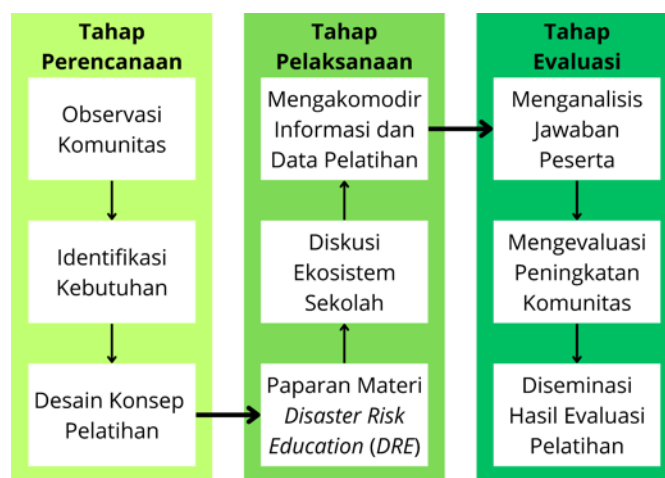 Tahap
Perencanaan
Observasi
Komunitas
Identifikasi
Kebutuhan
Desain Konsep
Pelatihan
Tahap
Pelaksanaan
Mengakomodir
Informasi dan
Data Pelatihan
Diskusi
Ekosistem
Sekolah
Paparan Materi
Disaster Risk
Education (DRE)
Tahap
Evaluasi
Menganalisis
Jawaban
Peserta
Mengevaluasi
Peningkatan
Komunitas
Diseminasi
Hasil Evaluasi
Pelatihan